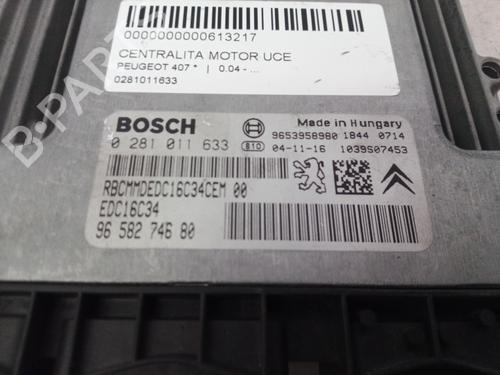 0000000000613217
CENTRALITA MOTOR UCE
PEUGEOT 407 * | 0.04 - ...
0281011633
BOSCH
Made in Hungary
9653958980 1844 0714
0 281 011 633 810 04-11-16 1039S07453
RBCMMDEDC16C34CEM 00
EDC16C34
96 582 746 80
B-PARTS